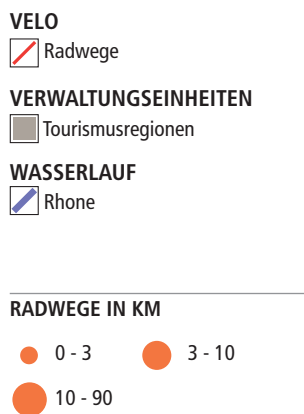 VELO
Radwege
VERWALTUNGSEINHEITEN
Tourismusregionen
WASSERLAUF
Rhone
RADWEGE IN KM
0 - 3
3 - 10
10 - 90